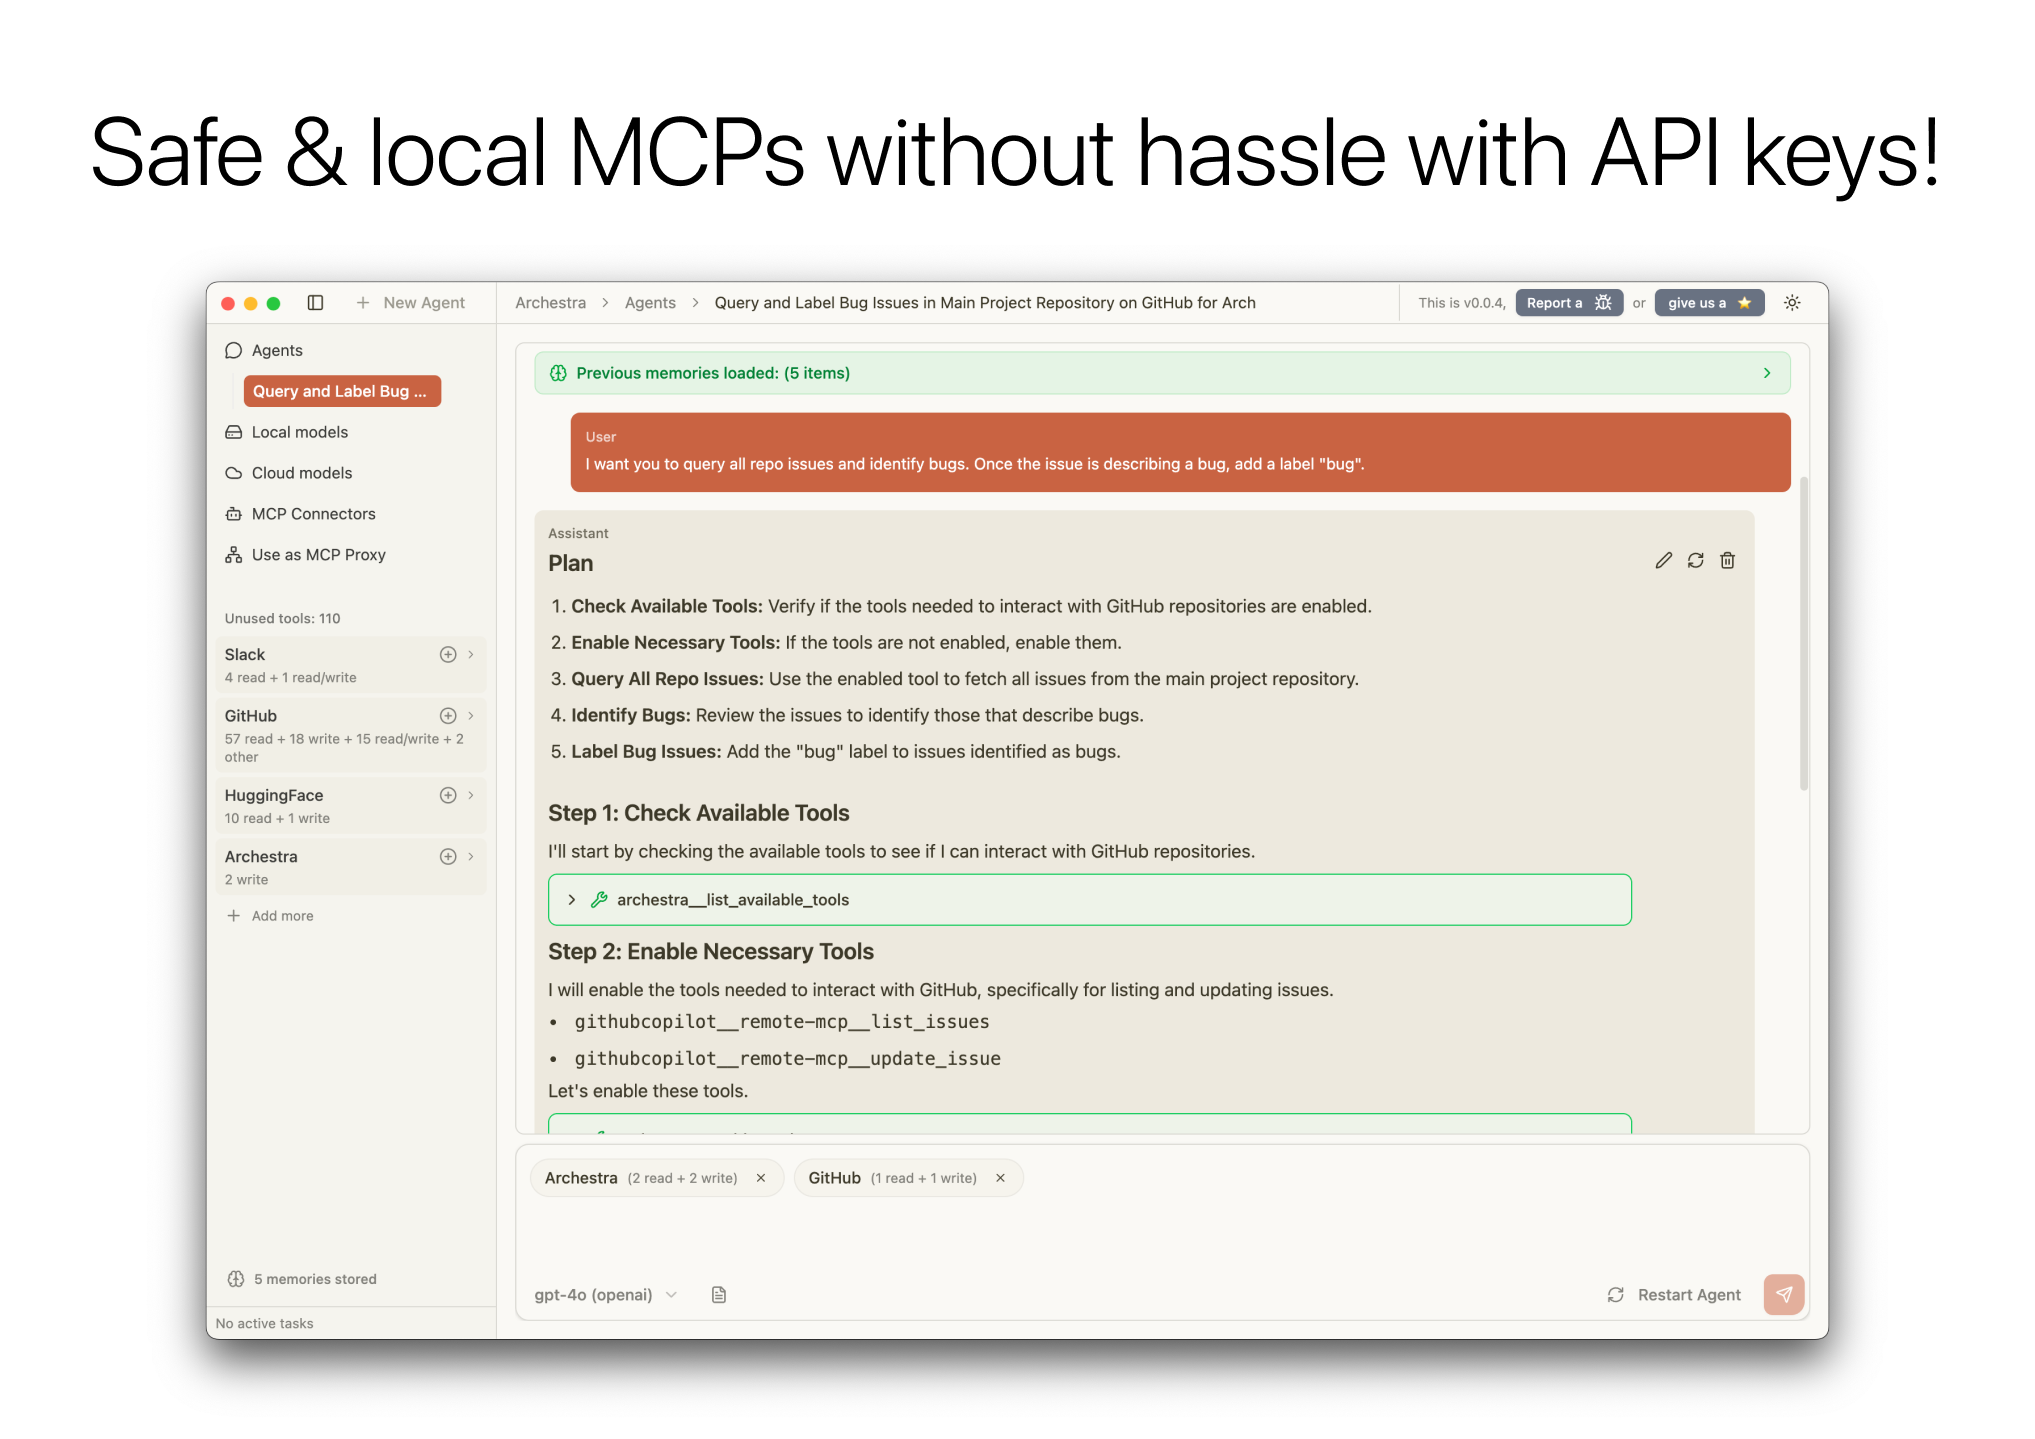 Safe & local MCPs without hassle with API keys!
New Agent
Archestra > Agents > Query and Label Bug Issues in Main Project Repository on GitHub for Arch
This is v0.0.4, Report a or give us a ⭐
Agents
Query and Label Bug ...
Local models
Cloud models
MCP Connectors
Use as MCP Proxy
Unused tools: 110
Slack
4 read + 1 read/write
GitHub
57 read + 18 write + 15 read/write + 2
other
HuggingFace
10 read + 1 write
Archestra
2 write
Add more
5 memories stored
No active tasks
Previous memories loaded: (5 items)
User
I want you to query all repo issues and identify bugs. Once the issue is describing a bug, add a label "bug".
Assistant
Plan
1. Check Available Tools: Verify if the tools needed to interact with GitHub repositories are enabled.
2. Enable Necessary Tools: If the tools are not enabled, enable them.
3. Query All Repo Issues: Use the enabled tool to fetch all issues from the main project repository.
4. Identify Bugs: Review the issues to identify those that describe bugs.
5. Label Bug Issues: Add the "bug" label to issues identified as bugs.
Step 1: Check Available Tools
I'll start by checking the available tools to see if I can interact with GitHub repositories.
archestra__list_available_tools
Step 2: Enable Necessary Tools
I will enable the tools needed to interact with GitHub, specifically for listing and updating issues.
• githubcopilot__remote-mcp__list_issues
• githubcopilot__remote-mcp__update_issue
Let's enable these tools.
Archestra (2 read + 2 write) ×
GitHub (1 read + 1 write) ×
gpt-4o (openai)
Restart Agent